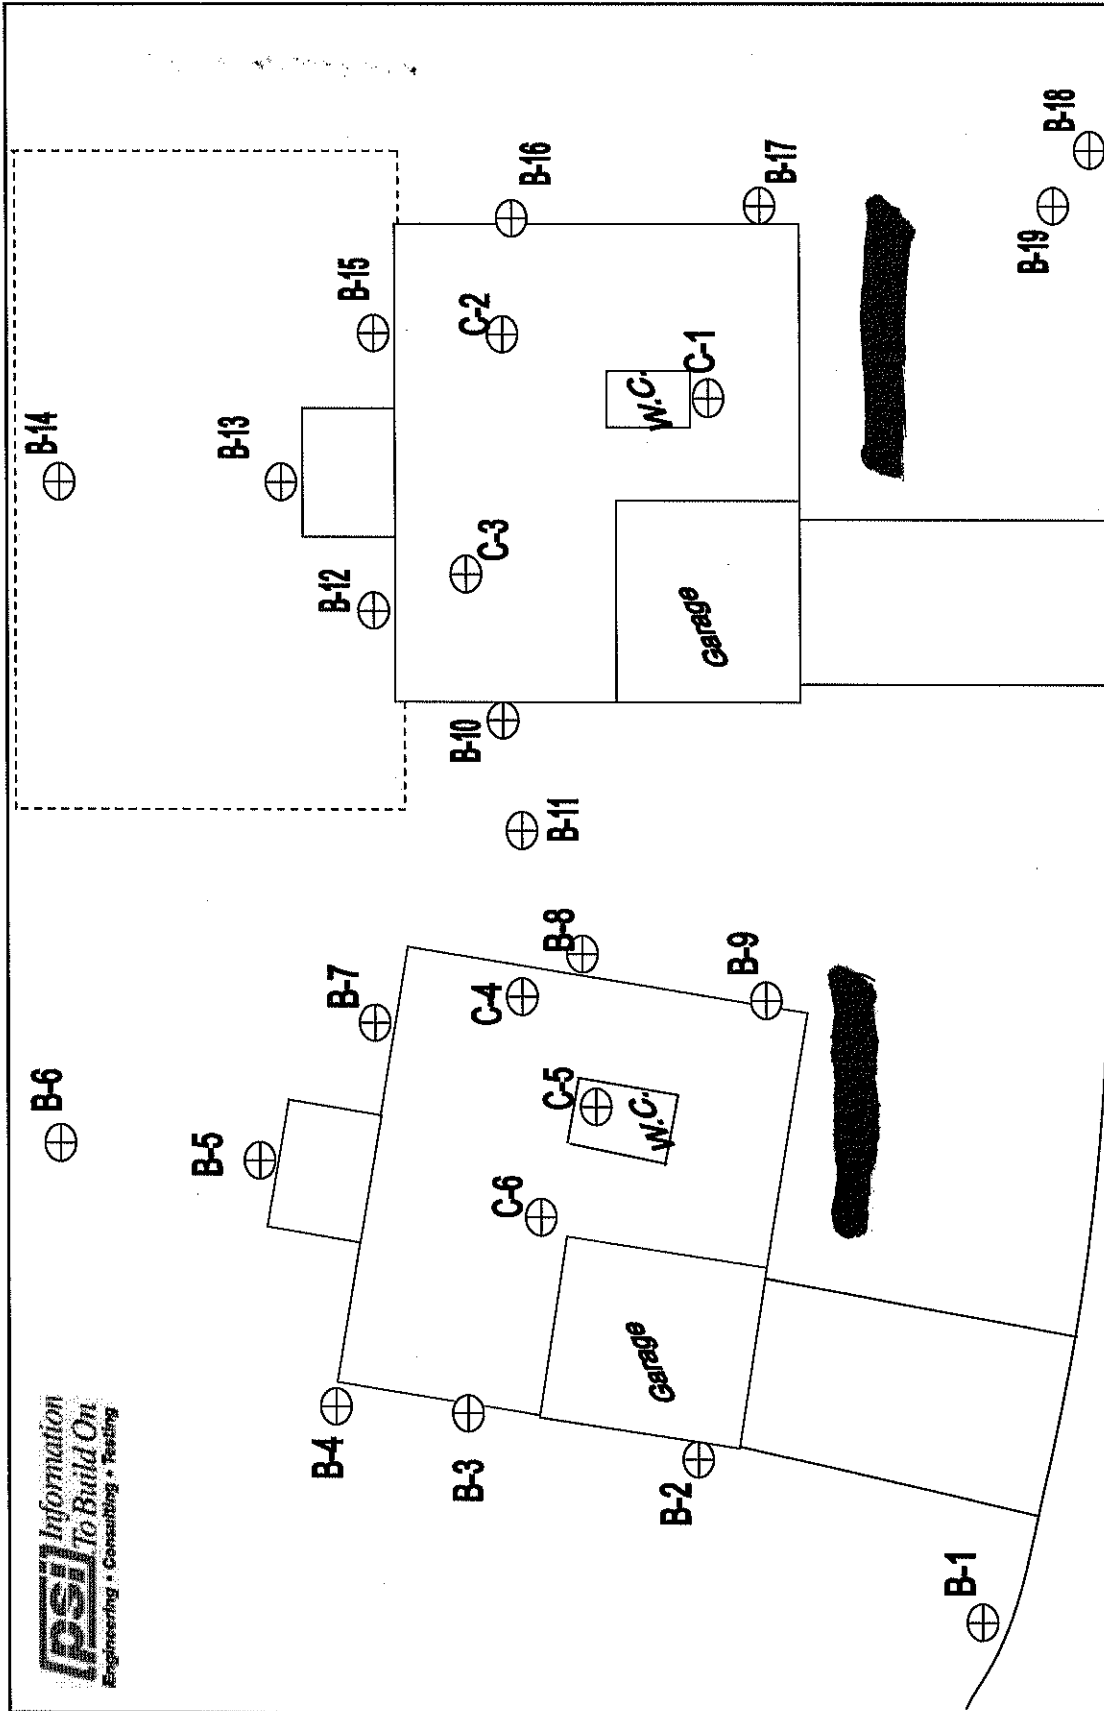 psi Information
To Build On
Engineering • Consulting • Testing
B-6
B-14
B-5
B-13
B-4
B-7
B-12
B-15
B-3
C-6
C-4
B-10
C-3
C-2
B-16
C-5
B-8
B-11
W.C.
W.C.
C-1
Garage
Garage
B-2
B-9
B-17
B-1
B-19
B-18